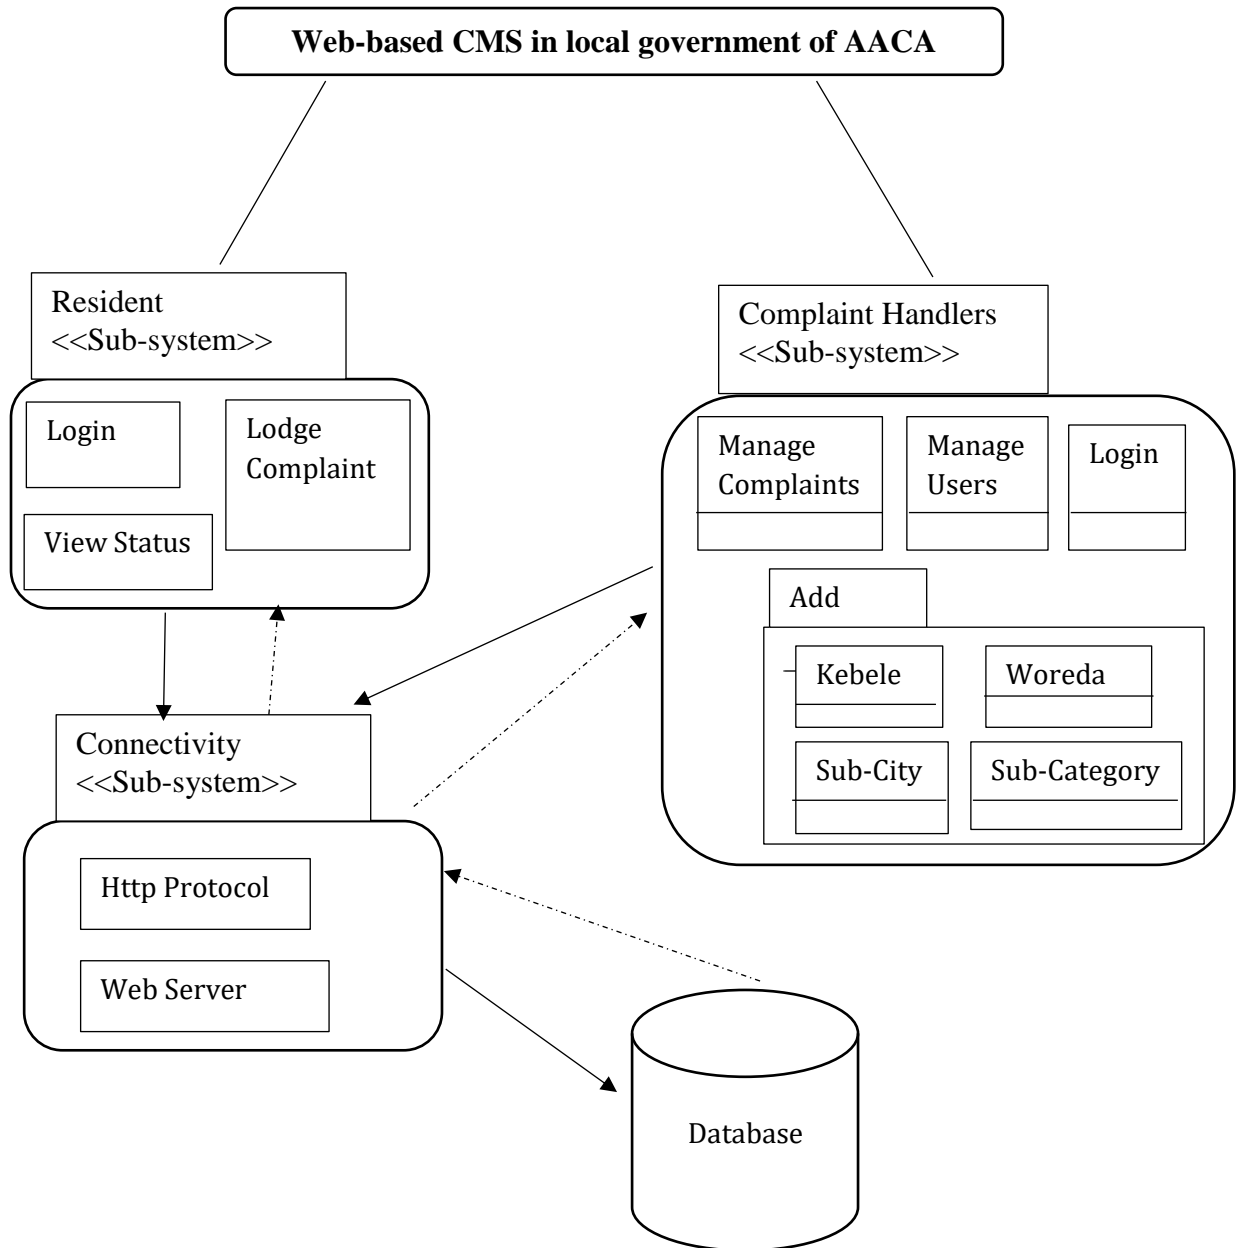 Web-based CMS in local government of AACA
Resident
<<Sub-system>>
Login
Lodge
Complaint
View Status
Complaint Handlers
<<Sub-system>>
Manage
Complaints
Manage
Users
Login
Add
Kebele
Woreda
Sub-City
Sub-Category
Connectivity
<<Sub-system>>
Http Protocol
Web Server
Database